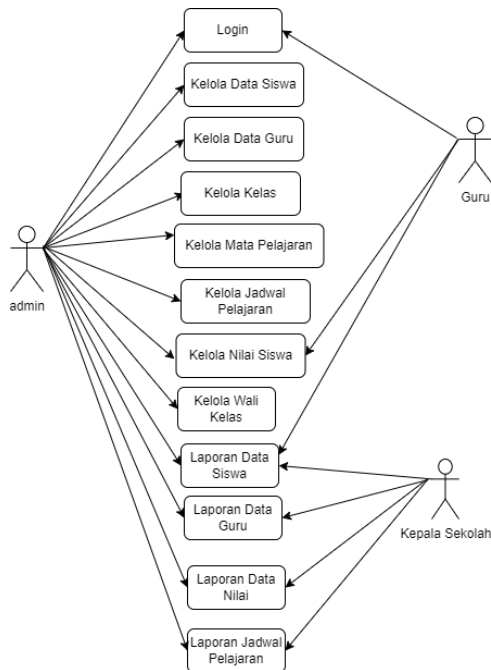 Login
Kelola Data Siswa
Kelola Data Guru
Guru
Kelola Kelas
Kelola Mata Pelajaran
admin
Kelola Jadwal
Pelajaran
Kelola Nilai Siswa
Kelola Wali
Kelas
Laporan Data
Siswa
Laporan Data
Guru
Kepala Sekolah
Laporan Data
Nilai
Laporan Jadwal
Pelajaran